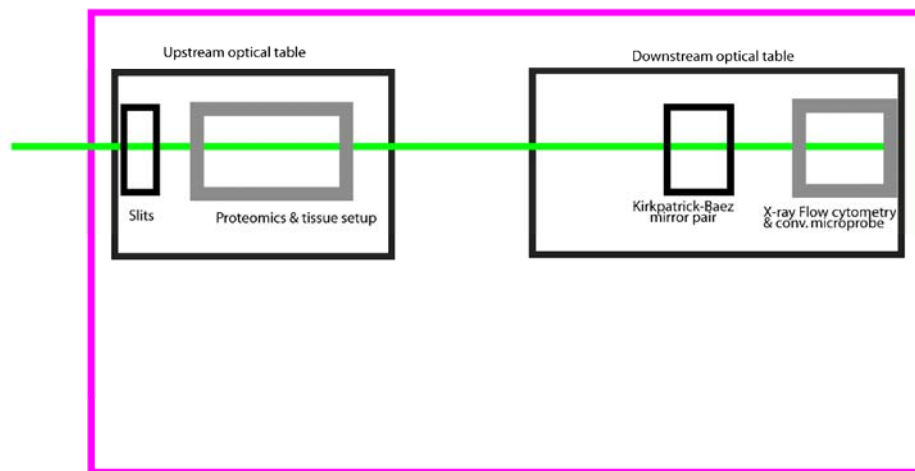 Upstream optical table
Downstream optical table
Slits
Proteomics & tissue setup
Kirkpatrick-Baez
mirror pair
X-ray Flow cytometry
& conv. microprobe